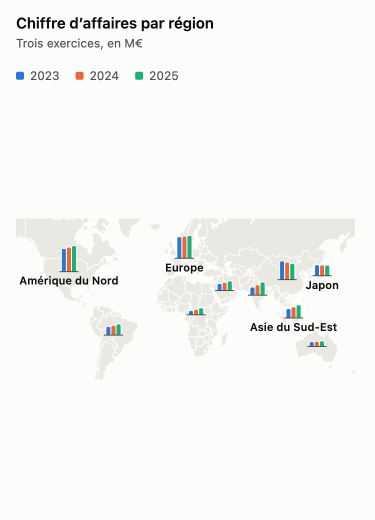 Chiffre d’affaires par région
Trois exercices, en M€
2023 2024 2025
Europe
Amérique du Nord
Japon
Asie du Sud-Est